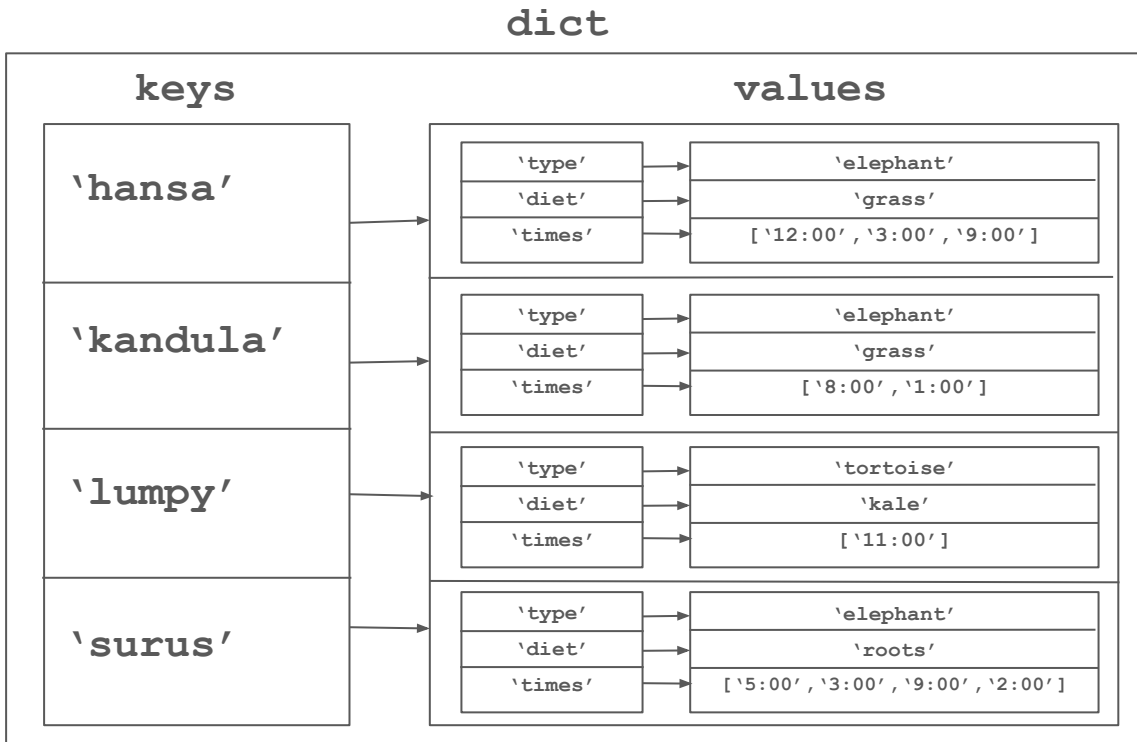 dict
keys values
‘hansa’
‘type’ ‘elephant’
‘diet’ ‘grass’
‘times’ [‘12:00’,‘3:00’,‘9:00’]
‘kandula’
‘type’ ‘elephant’
‘diet’ ‘grass’
‘times’ [‘8:00’,‘1:00’]
‘lumpy’
‘type’ ‘tortoise’
‘diet’ ‘kale’
‘times’ [‘11:00’]
‘surus’
‘type’ ‘elephant’
‘diet’ ‘roots’
‘times’ [‘5:00’,‘3:00’,‘9:00’,‘2:00’]